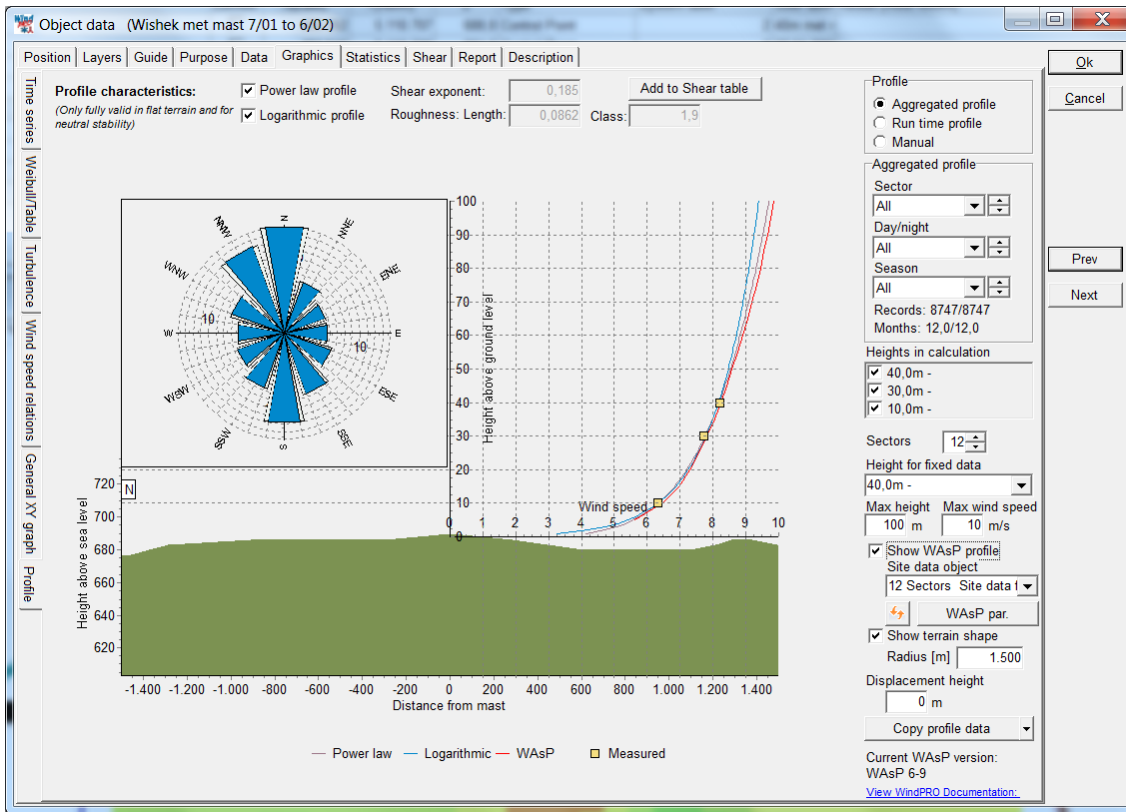 Object data (Wishek met mast 7/01 to 6/02)
Position Layers Guide Purpose Data Graphics Statistics Shear Report Description
Ok
Cancel
Prev
Next
Time series
Weibull/Table
Turbulence
Wind speed relations
General XY graph
Profile
Profile characteristics:
(Only fully valid in flat terrain and for
neutral stability)
Power law profile
Logarithmic profile
Shear exponent: 0,185
Roughness: Length: 0,0862 Class: 1,9
Add to Shear table
N
NNE
ENE
E
ESE
SSE
S
SSW
WSW
W
WNW
NNW
10
10
Height above ground level
100
90
80
70
60
50
40
30
20
10
0
Wind speed
0 1 2 3 4 5 6 7 8 9 10
N
Height above sea level
720
700
680
660
640
620
-1.400 -1.200 -1.000 -800 -600 -400 -200 0 200 400 600 800 1.000 1.200 1.400
Distance from mast
Power law Logarithmic WAsP Measured
Profile
Aggregated profile
Run time profile
Manual
Aggregated profile
Sector
All
Day/night
All
Season
All
Records: 8747/8747
Months: 12,0/12,0
Heights in calculation
40,0m -
30,0m -
10,0m -
Sectors 12
Height for fixed data
40,0m -
Max height Max wind speed
100 m 10 m/s
Show WAsP profile
Site data object
12 Sectors Site data f
WAsP par.
Show terrain shape
Radius [m] 1.500
Displacement height
0 m
Copy profile data
Current WAsP version:
WAsP 6-9
View WindPRO Documentation: